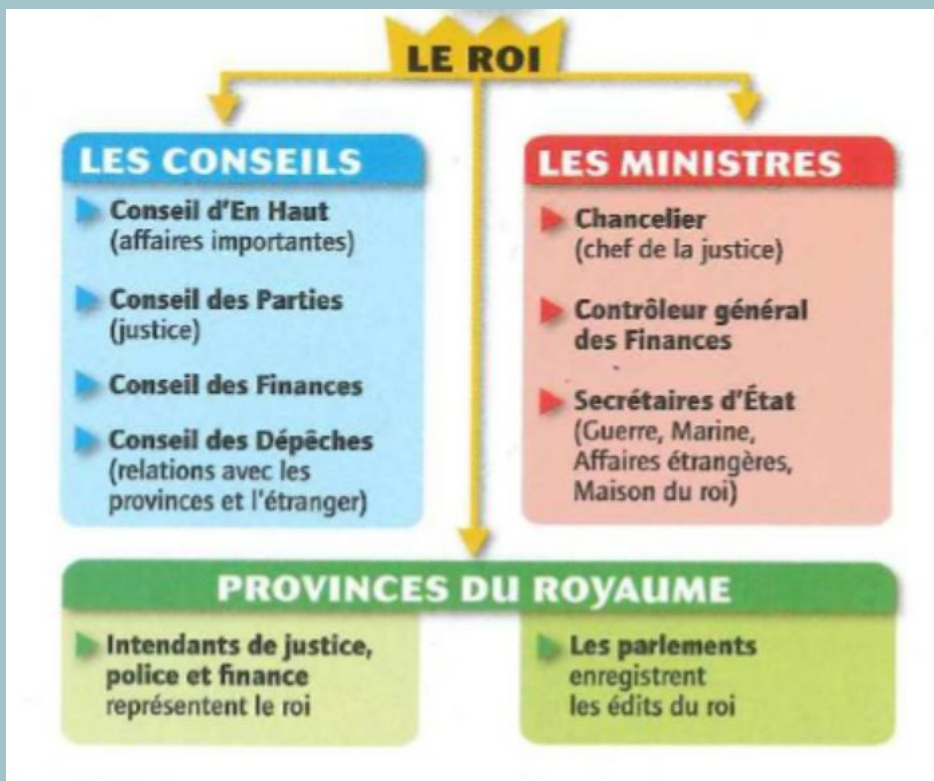 LE ROI
LES CONSEILS
Conseil d'En Haut
(affaires importantes)
Conseil des Parties
(justice)
Conseil des Finances
Conseil des Dépêches
(relations avec les
provinces et l'étranger)
LES MINISTRES
Chancelier
(chef de la justice)
Contrôleur général
des Finances
Secrétaires d'État
(Guerre, Marine,
Affaires étrangères,
Maison du roi)
PROVINCES DU ROYAUME
Intendants de justice,
police et finance
représentent le roi
Les parlements
enregistrent
les édits du roi